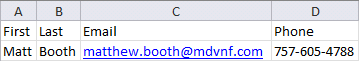 A B C D
First Last Email Phone
Matt Booth matthew.booth@mdvnf.com 757-605-4788